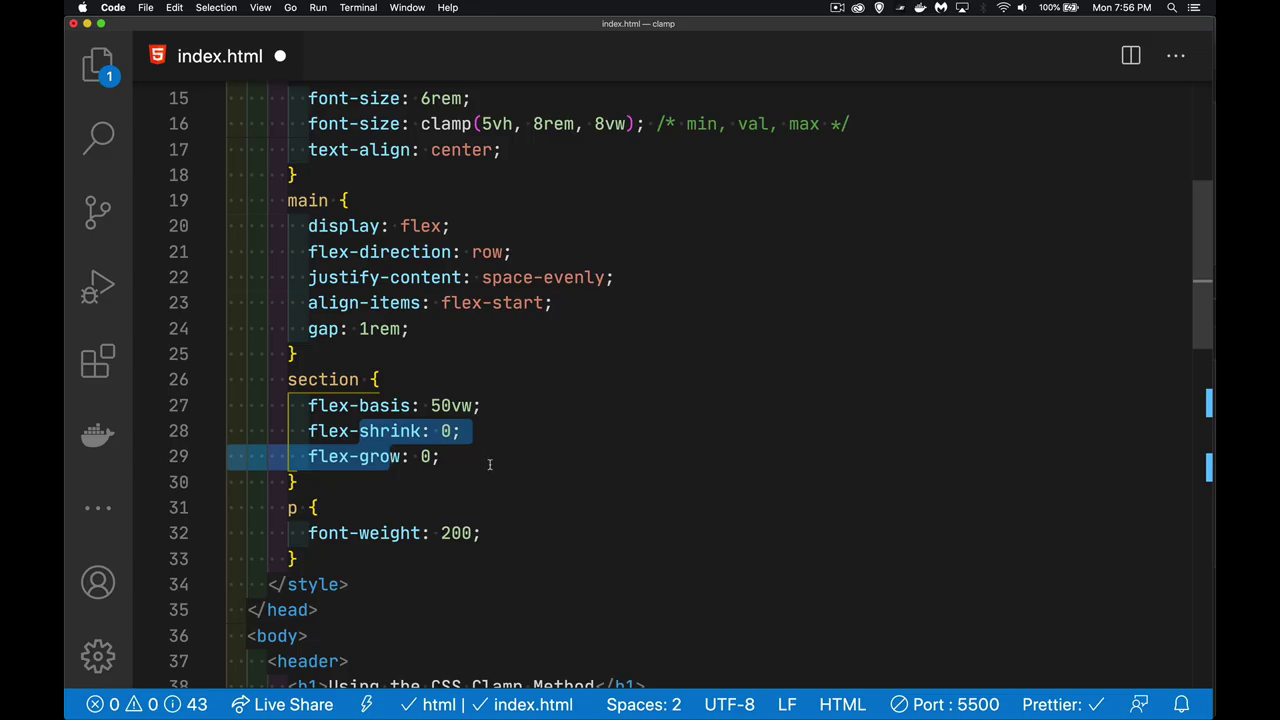 Code File Edit Selection View Go Run Terminal Window Help 100% Mon 7:56 PM
index.html — clamp
index.html
1
15 font-size: 6rem;
16 font-size: clamp(5vh, 8rem, 8vw); /* min, val, max */
17 text-align: center;
18 }
19 main {
20 display: flex;
21 flex-direction: row;
22 justify-content: space-evenly;
23 align-items: flex-start;
24 gap: 1rem;
25 }
26 section {
27 flex-basis: 50vw;
28 flex-shrink: 0;
29 flex-grow: 0;
30 }
31 p {
32 font-weight: 200;
33 }
34 </style>
35 </head>
36 <body>
37 <header>
38 <h1>Using the CSS Clamp Method</h1>
0 0 43 Live Share html | index.html Spaces: 2 UTF-8 LF HTML Port : 5500 Prettier: